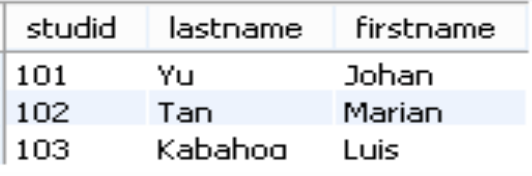 studid lastname firstname
101 Yu Johan
102 Tan Marian
103 Kabahog Luis